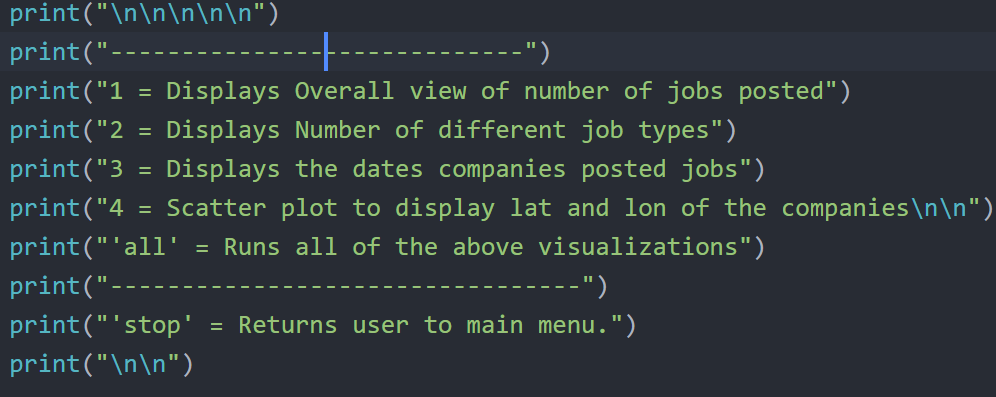 print("\n\n\n\n\n")
print("-----------------------------")
print("1 = Displays Overall view of number of jobs posted")
print("2 = Displays Number of different job types")
print("3 = Displays the dates companies posted jobs")
print("4 = Scatter plot to display lat and lon of the companies\n\n")
print("'all' = Runs all of the above visualizations")
print("---------------------------------")
print("'stop' = Returns user to main menu.")
print("\n\n")